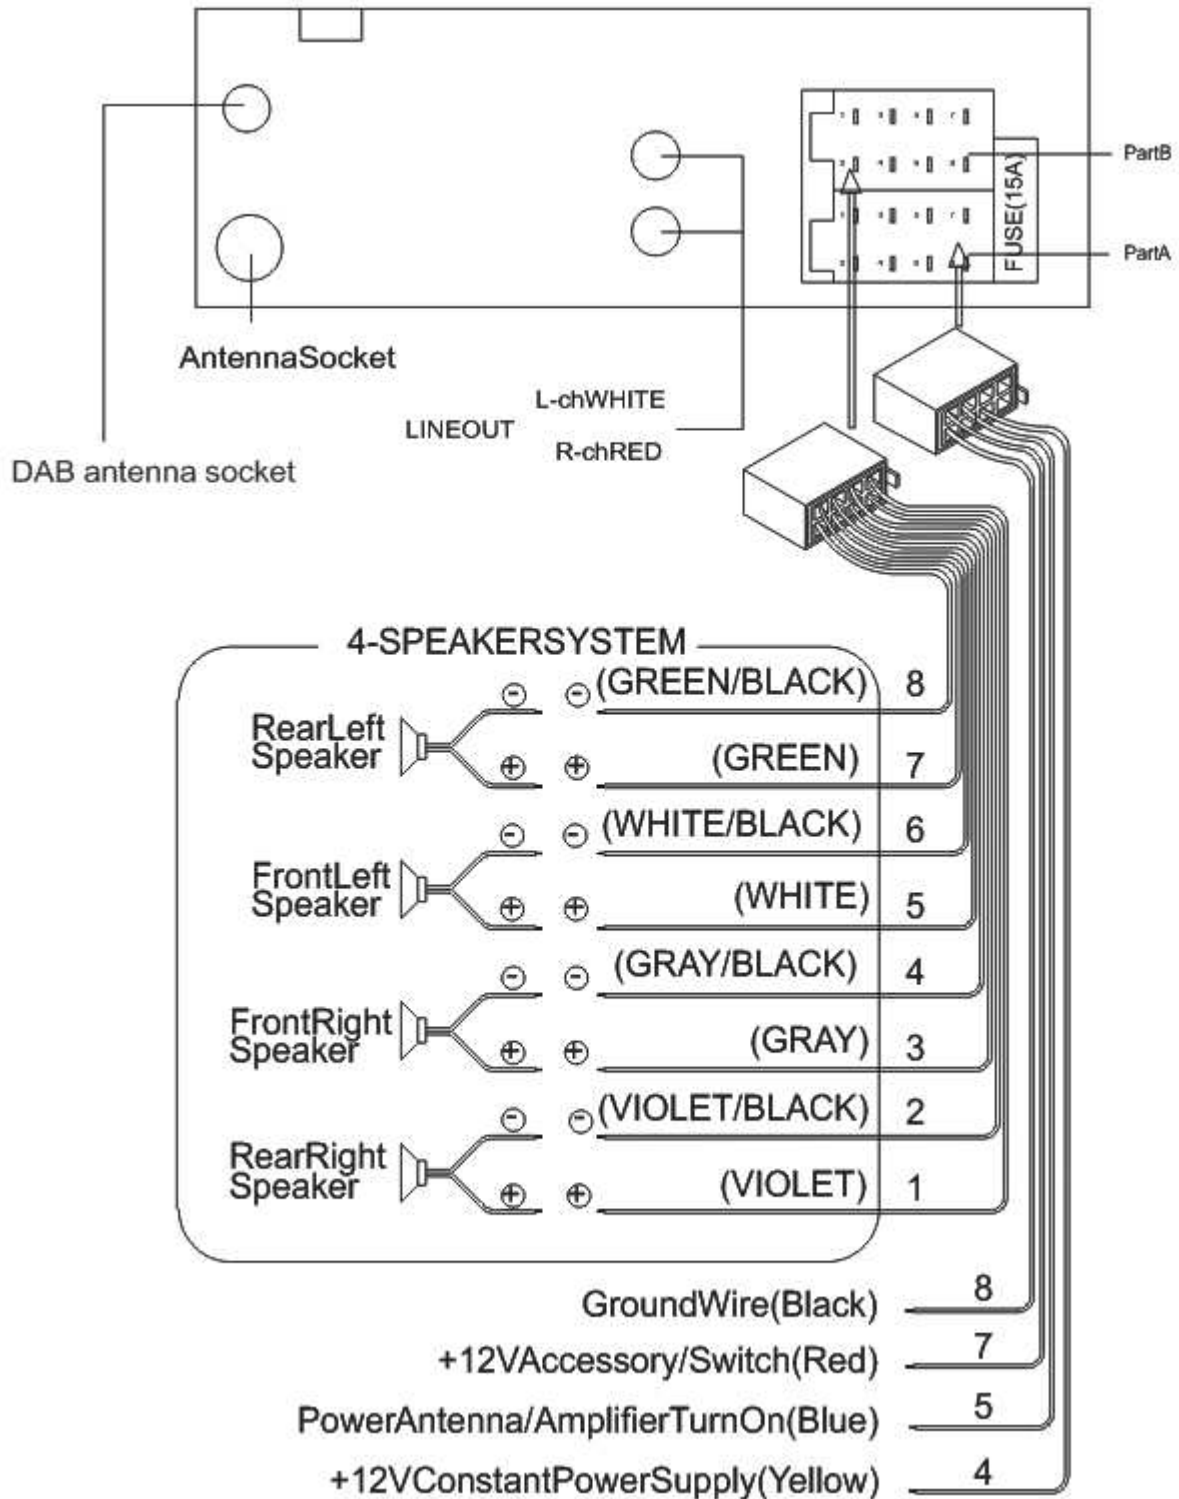 PartB
FUSE(15A)
PartA
AntennaSocket
L-chWHITE
LINEOUT
R-chRED
DAB antenna socket
4-SPEAKERSYSTEM
(GREEN/BLACK) 8
RearLeft
Speaker
(GREEN) 7
(WHITE/BLACK) 6
FrontLeft
Speaker
(WHITE) 5
(GRAY/BLACK) 4
FrontRight
Speaker
(GRAY) 3
(VIOLET/BLACK) 2
RearRight
Speaker
(VIOLET) 1
GroundWire(Black) 8
+12VAccessory/Switch(Red) 7
PowerAntenna/AmplifierTurnOn(Blue) 5
+12VConstantPowerSupply(Yellow) 4